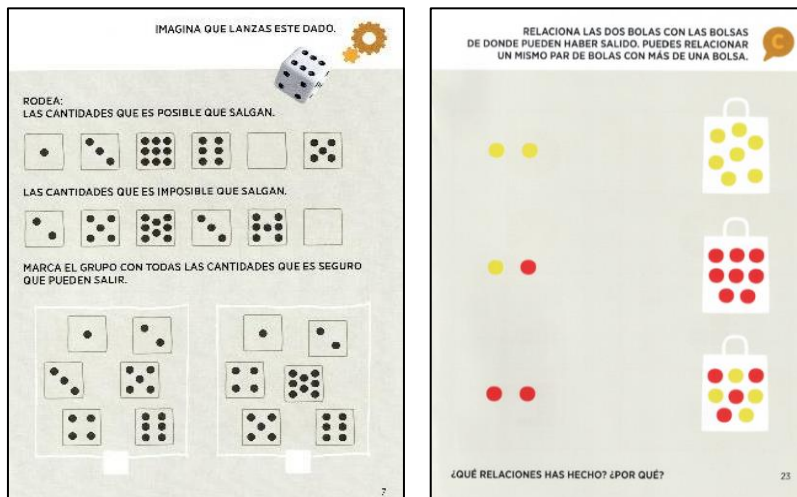 IMAGINA QUE LANZAS ESTE DADO.
RODEA:
LAS CANTIDADES QUE ES POSIBLE QUE SALGAN.
LAS CANTIDADES QUE ES IMPOSIBLE QUE SALGAN.
MARCA EL GRUPO CON TODAS LAS CANTIDADES QUE ES SEGURO
QUE PUEDEN SALIR.
7
RELACIONA LAS DOS BOLAS CON LAS BOLSAS
DE DONDE PUEDEN HABER SALIDO. PUEDES RELACIONAR
UN MISMO PAR DE BOLAS CON MÁS DE UNA BOLSA.
C
¿QUÉ RELACIONES HAS HECHO? ¿POR QUÉ?
23